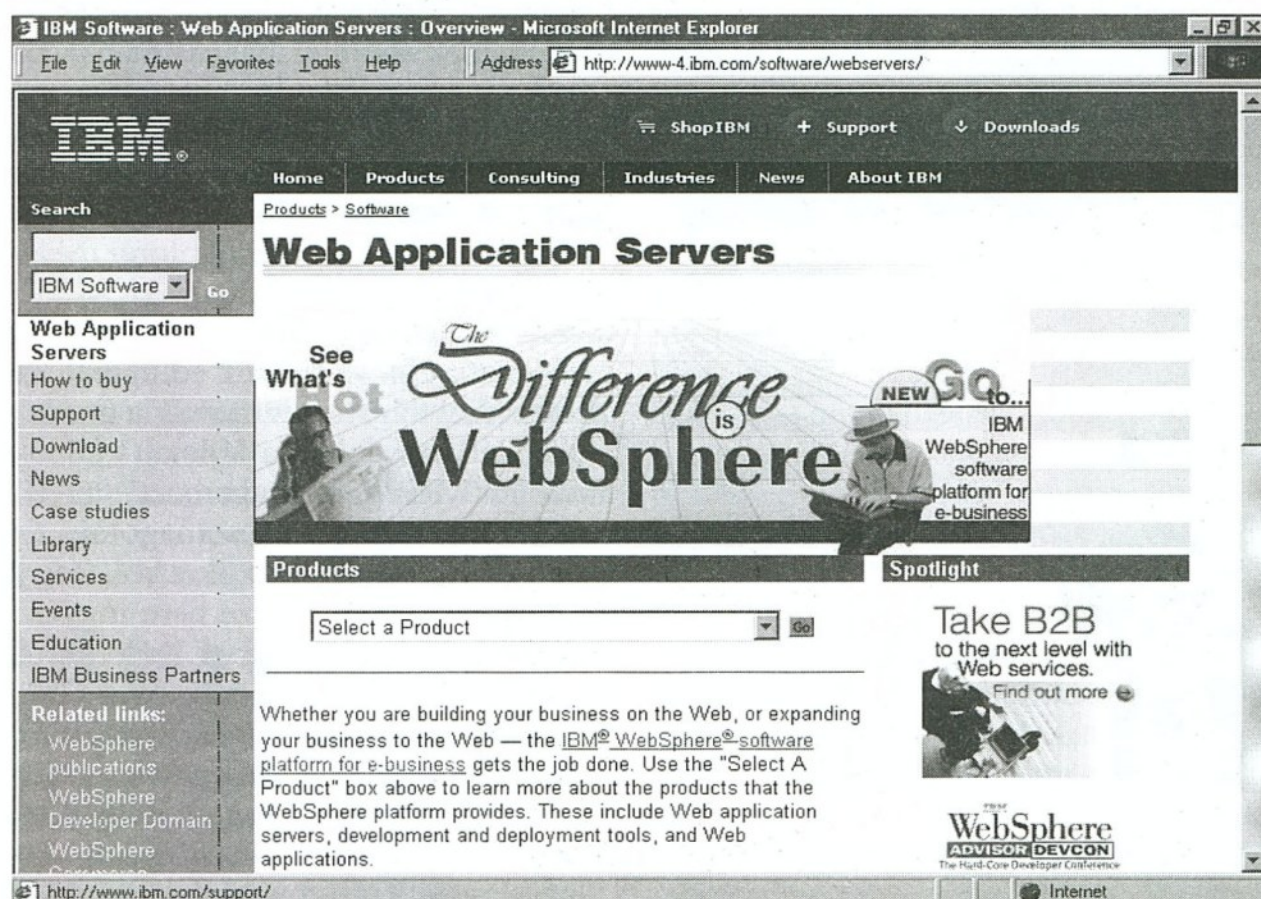 IBM Software : Web Application Servers : Overview - Microsoft Internet Explorer
File Edit View Favorites Tools Help Address http://www-4.ibm.com/software/webservers/
IBM®
ShopIBM + Support Downloads
Home Products Consulting Industries News About IBM
Search
IBM Software Go
Products > Software
Web Application Servers
Web Application
Servers
How to buy
Support
Download
News
Case studies
Library
Services
Events
Education
IBM Business Partners
Related links:
WebSphere
publications
WebSphere
Developer Domain
WebSphere
See
What's
Hot
The
Difference
is
WebSphere
NEW Go
to...
IBM
WebSphere
software
platform for
e-business
Products
Select a Product Go
Whether you are building your business on the Web, or expanding
your business to the Web — the IBM® WebSphere® software
platform for e-business gets the job done. Use the "Select A
Product" box above to learn more about the products that the
WebSphere platform provides. These include Web application
servers, development and deployment tools, and Web
applications.
Spotlight
Take B2B
to the next level with
Web services.
Find out more
WebSphere
ADVISOR DEVCON
The Hard-Core Developer Conference
http://www.ibm.com/support/
Internet